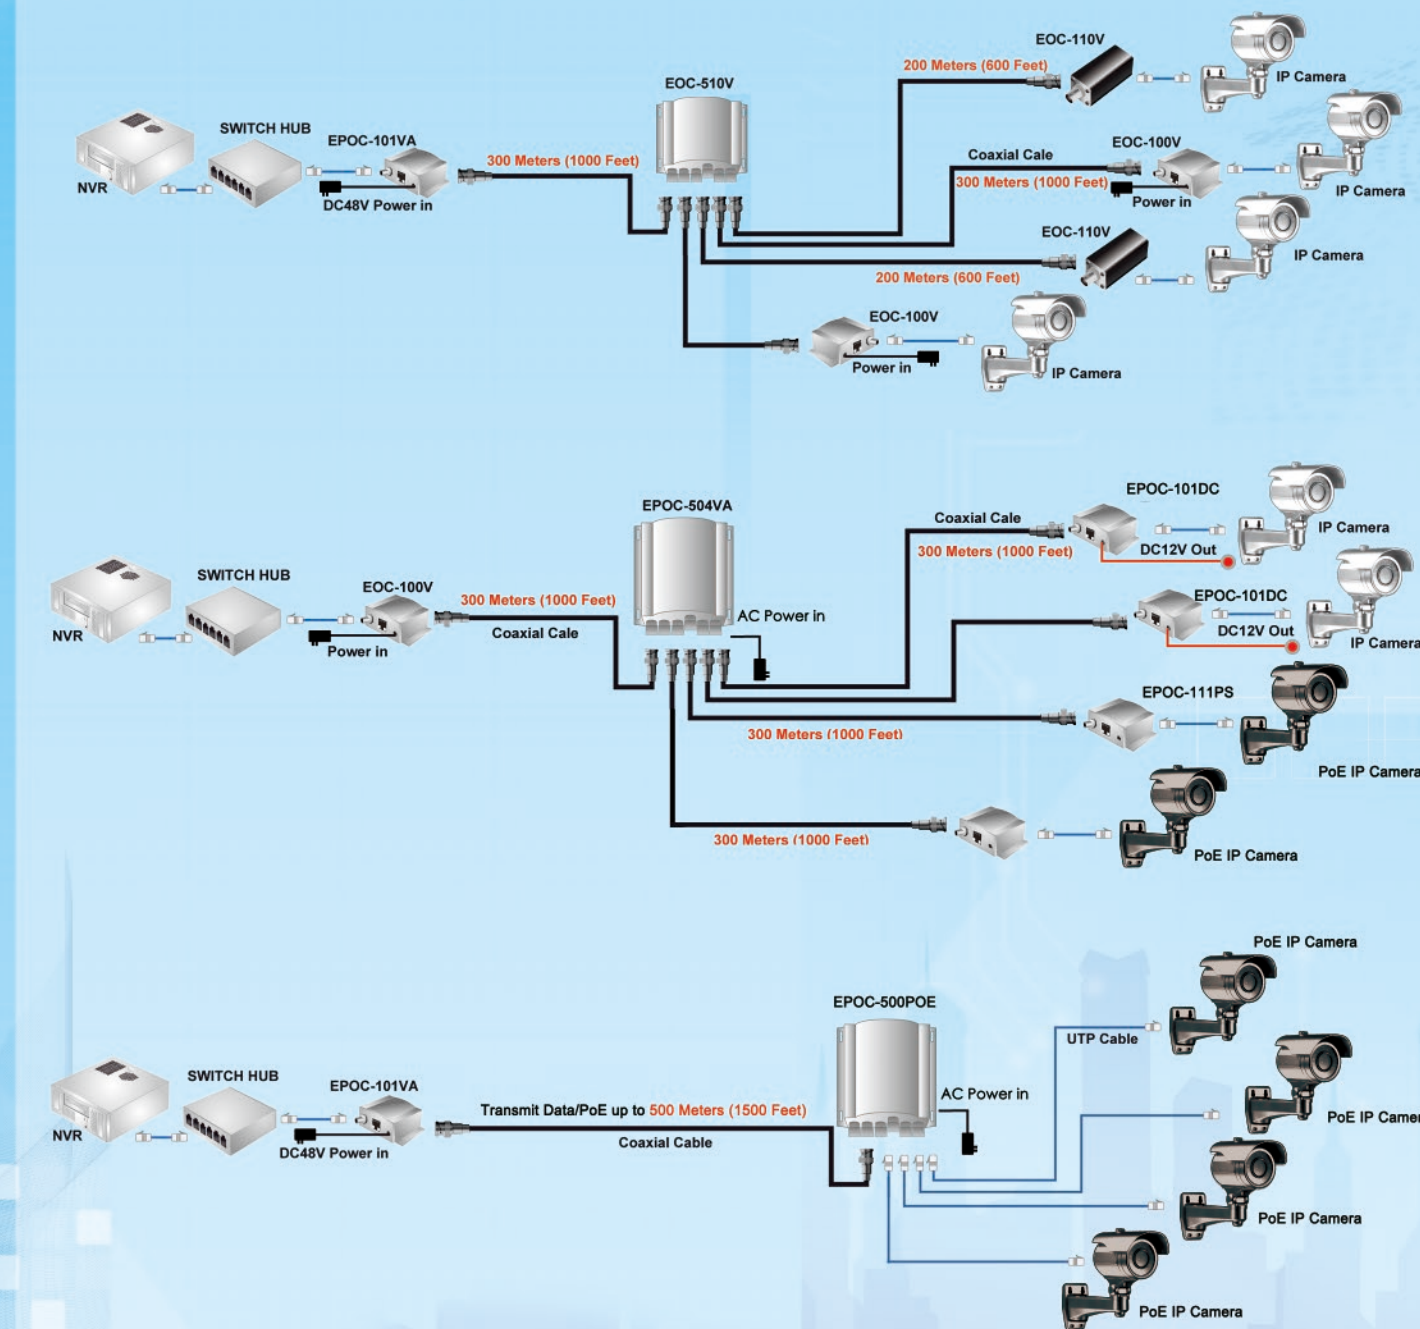 EOC-110V
200 Meters (600 Feet)
IP Camera
EOC-510V
SWITCH HUB
EPOC-101VA
300 Meters (1000 Feet)
NVR
DC48V Power in
Coaxial Cale
EOC-100V
300 Meters (1000 Feet)
Power in
IP Camera
EOC-110V
IP Camera
200 Meters (600 Feet)
EOC-100V
Power in
IP Camera
EPOC-101DC
EPOC-504VA
Coaxial Cale
IP Camera
300 Meters (1000 Feet)
DC12V Out
SWITCH HUB
EOC-100V
300 Meters (1000 Feet)
NVR
Power in
Coaxial Cale
AC Power in
EPOC-101DC
DC12V Out
IP Camera
EPOC-111PS
300 Meters (1000 Feet)
PoE IP Camera
300 Meters (1000 Feet)
PoE IP Camera
PoE IP Camera
EPOC-500POE
UTP Cable
SWITCH HUB
EPOC-101VA
AC Power in
Transmit Data/PoE up to 500 Meters (1500 Feet)
NVR
DC48V Power in
Coaxial Cable
PoE IP Camer
PoE IP Camera
PoE IP Camera